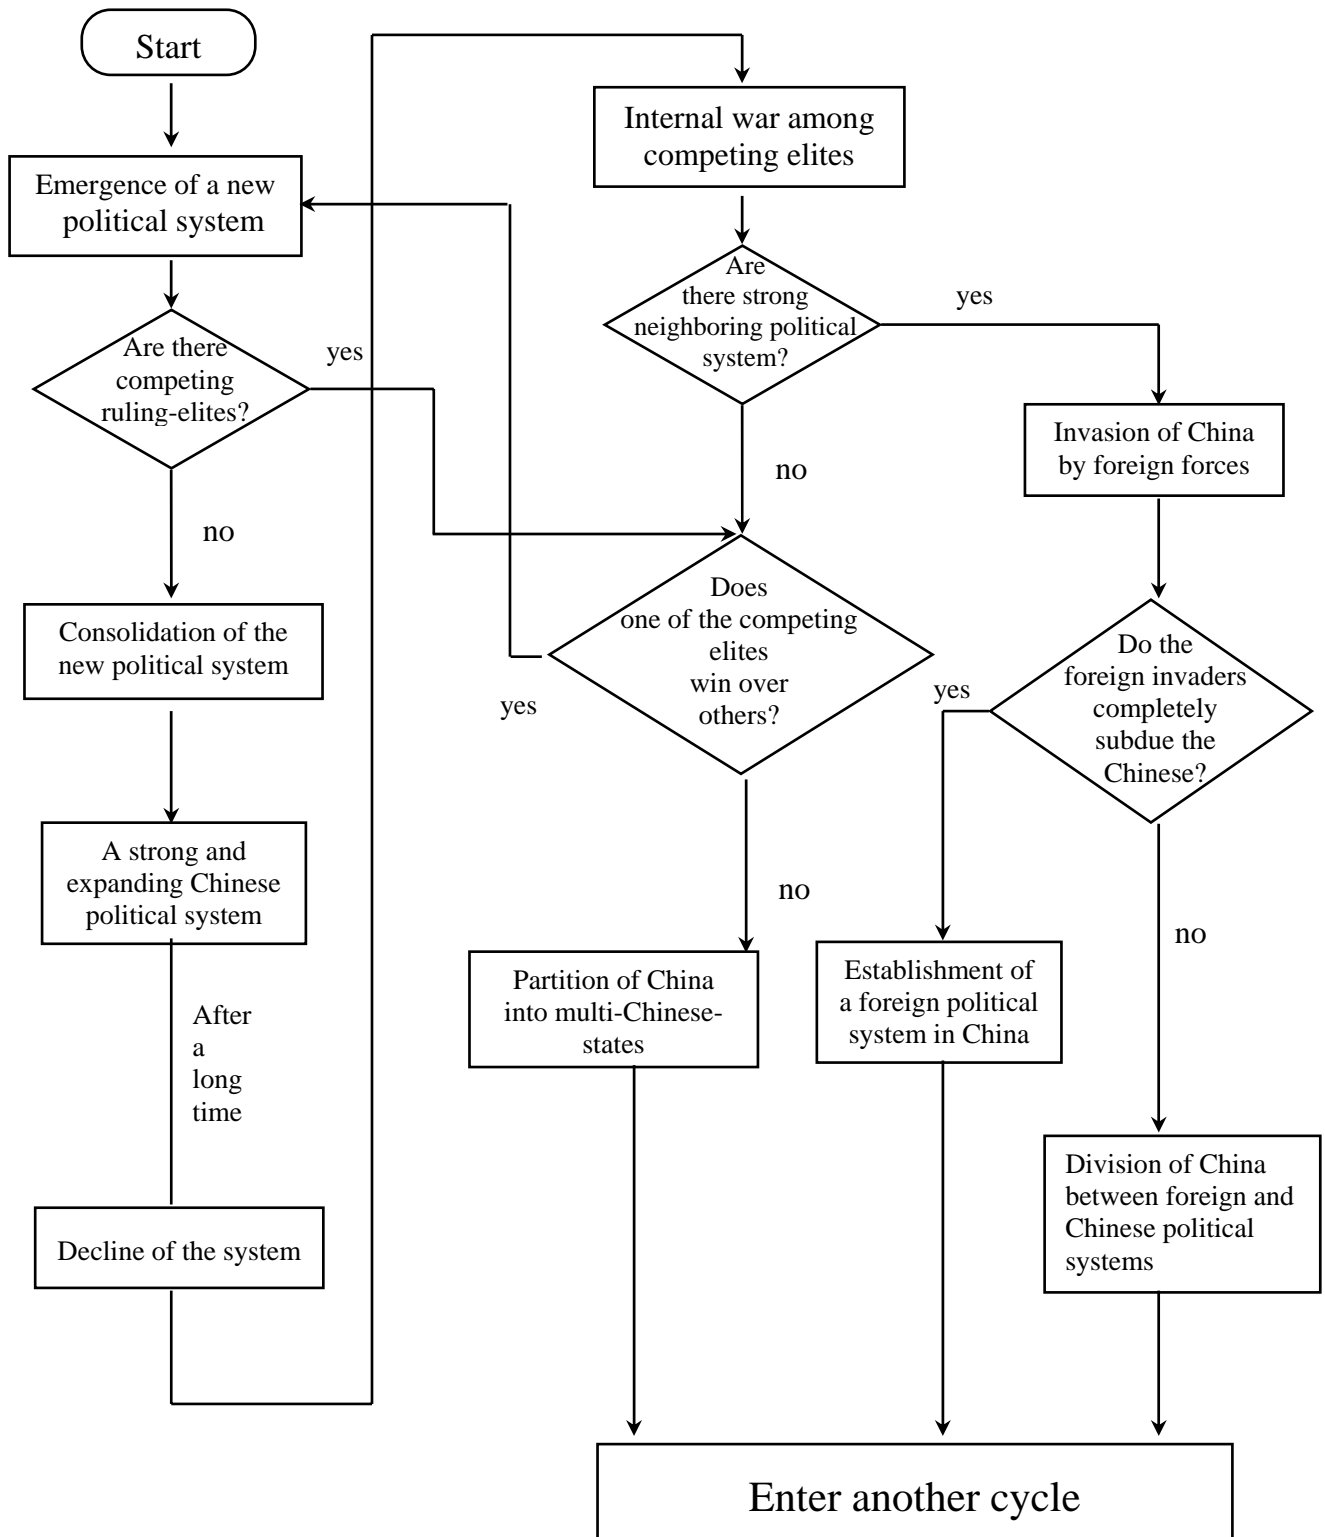 Start
Emergence of a new
political system
Are there
competing
ruling-elites?
yes
no
Consolidation of the
new political system
A strong and
expanding Chinese
political system
After
a
long
time
Decline of the system
Internal war among
competing elites
Are
there strong
neighboring political
system?
yes
no
Does
one of the competing
elites
win over
others?
yes
no
Partition of China
into multi-Chinese-
states
Invasion of China
by foreign forces
Do the
foreign invaders
completely
subdue the
Chinese?
yes
no
Establishment of
a foreign political
system in China
Division of China
between foreign and
Chinese political
systems
Enter another cycle